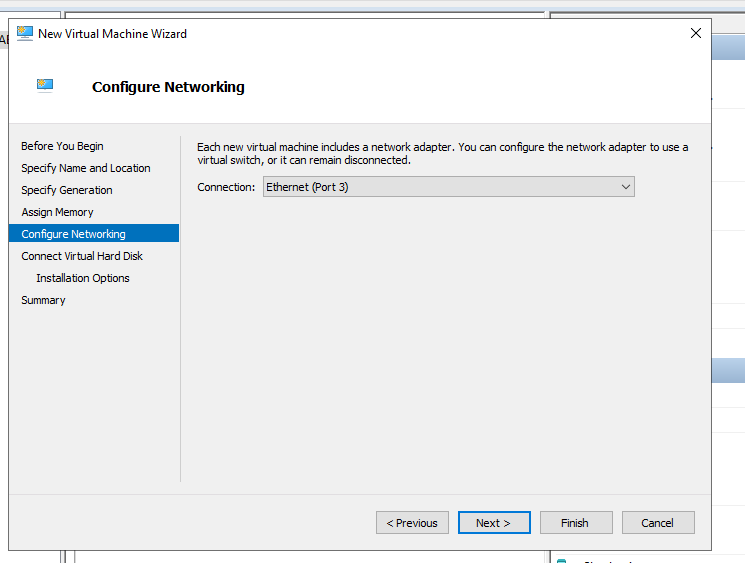 New Virtual Machine Wizard
Configure Networking
Before You Begin
Specify Name and Location
Specify Generation
Assign Memory
Configure Networking
Connect Virtual Hard Disk
Installation Options
Summary
Each new virtual machine includes a network adapter. You can configure the network adapter to use a
virtual switch, or it can remain disconnected.
Connection: Ethernet (Port 3)
< Previous
Next >
Finish
Cancel